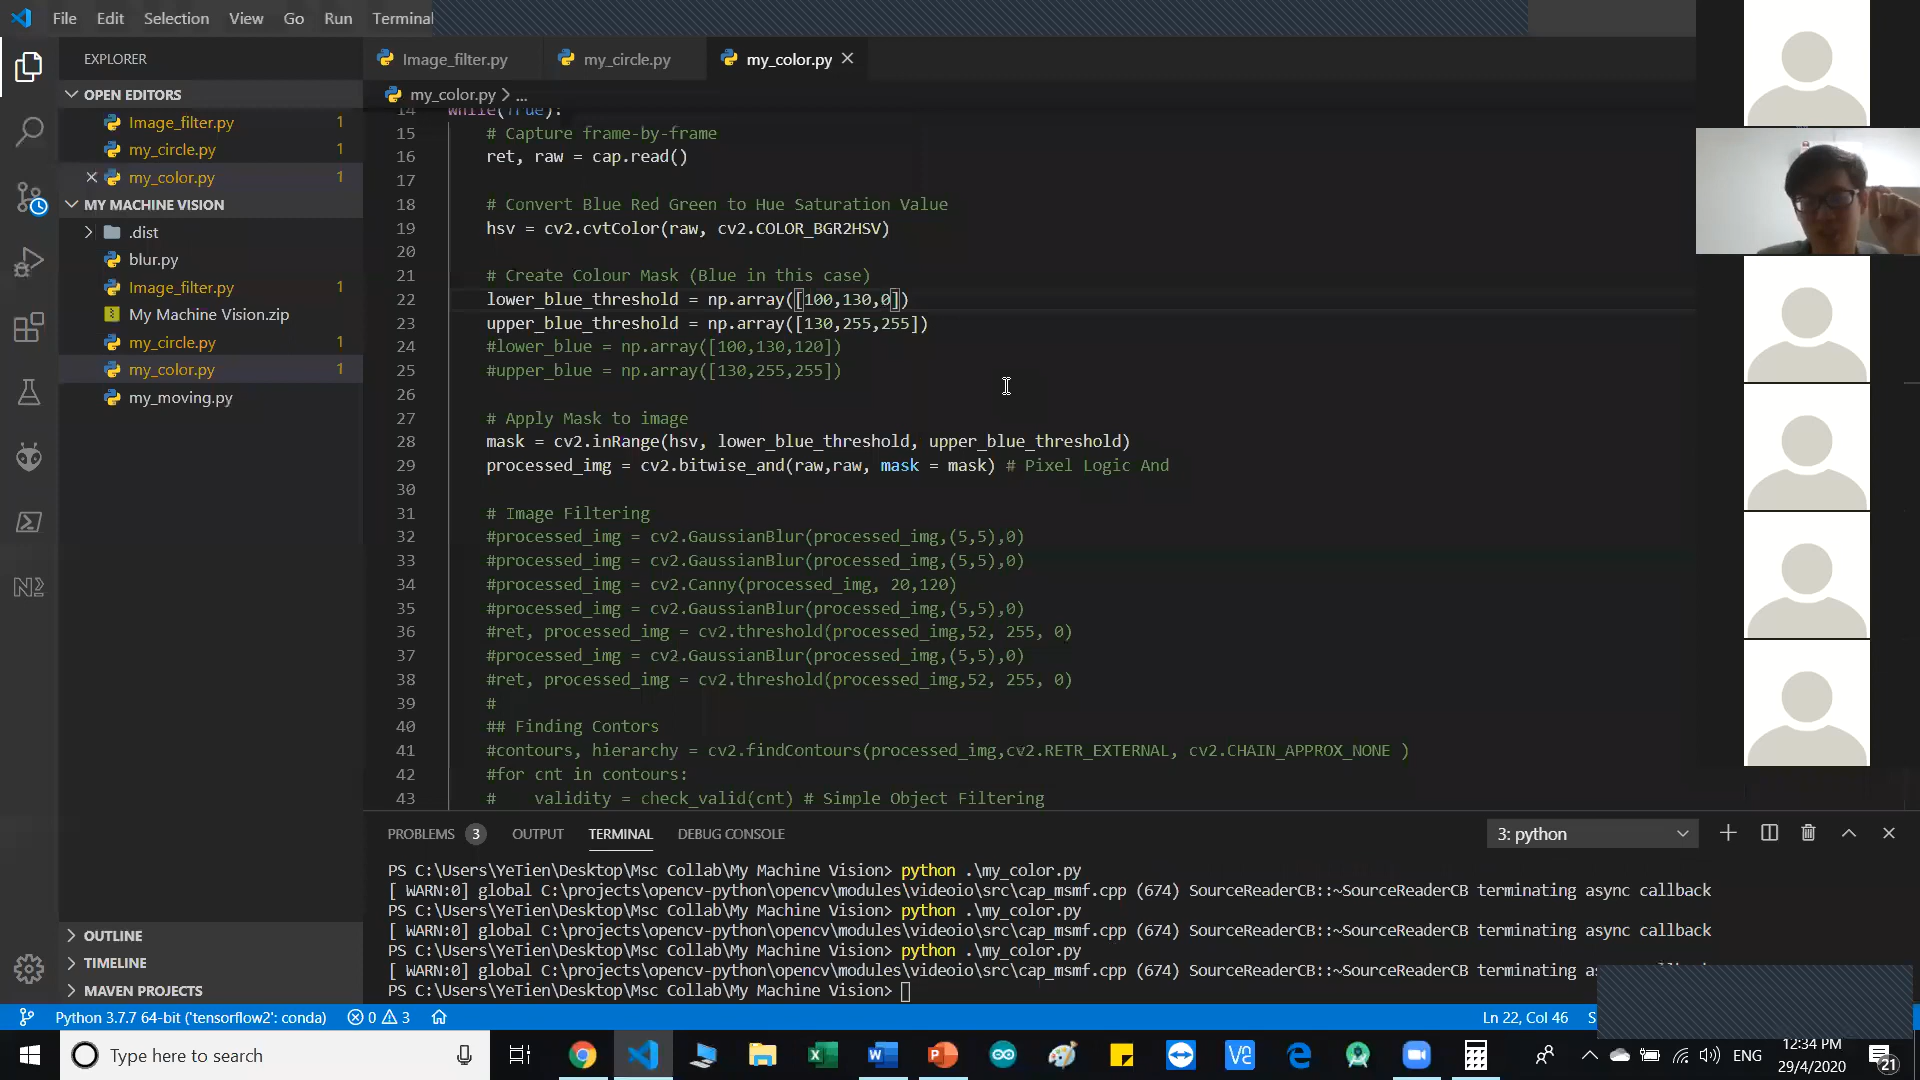 File Edit Selection View Go Run Terminal
EXPLORER
OPEN EDITORS
Image_filter.py 1
my_circle.py 1
my_color.py 1
MY MACHINE VISION
.dist
blur.py
Image_filter.py 1
My Machine Vision.zip
my_circle.py 1
my_color.py 1
my_moving.py
OUTLINE
TIMELINE
MAVEN PROJECTS
Image_filter.py my_circle.py my_color.py
my_color.py > ...
14 while(True):
15 # Capture frame-by-frame
16 ret, raw = cap.read()
17
18 # Convert Blue Red Green to Hue Saturation Value
19 hsv = cv2.cvtColor(raw, cv2.COLOR_BGR2HSV)
20
21 # Create Colour Mask (Blue in this case)
22 lower_blue_threshold = np.array([100,130,0])
23 upper_blue_threshold = np.array([130,255,255])
24 #lower_blue = np.array([100,130,120])
25 #upper_blue = np.array([130,255,255])
26
27 # Apply Mask to image
28 mask = cv2.inRange(hsv, lower_blue_threshold, upper_blue_threshold)
29 processed_img = cv2.bitwise_and(raw,raw, mask = mask) # Pixel Logic And
30
31 # Image Filtering
32 #processed_img = cv2.GaussianBlur(processed_img,(5,5),0)
33 #processed_img = cv2.GaussianBlur(processed_img,(5,5),0)
34 #processed_img = cv2.Canny(processed_img, 20,120)
35 #processed_img = cv2.GaussianBlur(processed_img,(5,5),0)
36 #ret, processed_img = cv2.threshold(processed_img,52, 255, 0)
37 #processed_img = cv2.GaussianBlur(processed_img,(5,5),0)
38 #ret, processed_img = cv2.threshold(processed_img,52, 255, 0)
39 #
40 ## Finding Contors
41 #contours, hierarchy = cv2.findContours(processed_img,cv2.RETR_EXTERNAL, cv2.CHAIN_APPROX_NONE )
42 #for cnt in contours:
43 # validity = check_valid(cnt) # Simple Object Filtering
PROBLEMS 3 OUTPUT TERMINAL DEBUG CONSOLE 3: python
PS C:\Users\YeTien\Desktop\Msc Collab\My Machine Vision> python .\my_color.py
[ WARN:0] global C:\projects\opencv-python\opencv\modules\videoio\src\cap_msmf.cpp (674) SourceReaderCB::~SourceReaderCB terminating async callback
PS C:\Users\YeTien\Desktop\Msc Collab\My Machine Vision> python .\my_color.py
[ WARN:0] global C:\projects\opencv-python\opencv\modules\videoio\src\cap_msmf.cpp (674) SourceReaderCB::~SourceReaderCB terminating async callback
PS C:\Users\YeTien\Desktop\Msc Collab\My Machine Vision> python .\my_color.py
[ WARN:0] global C:\projects\opencv-python\opencv\modules\videoio\src\cap_msmf.cpp (674) SourceReaderCB::~SourceReaderCB terminating
PS C:\Users\YeTien\Desktop\Msc Collab\My Machine Vision>
Python 3.7.7 64-bit ('tensorflow2': conda) 0 3 Ln 22, Col 46
Type here to search
ENG 12:34 PM
29/4/2020
21